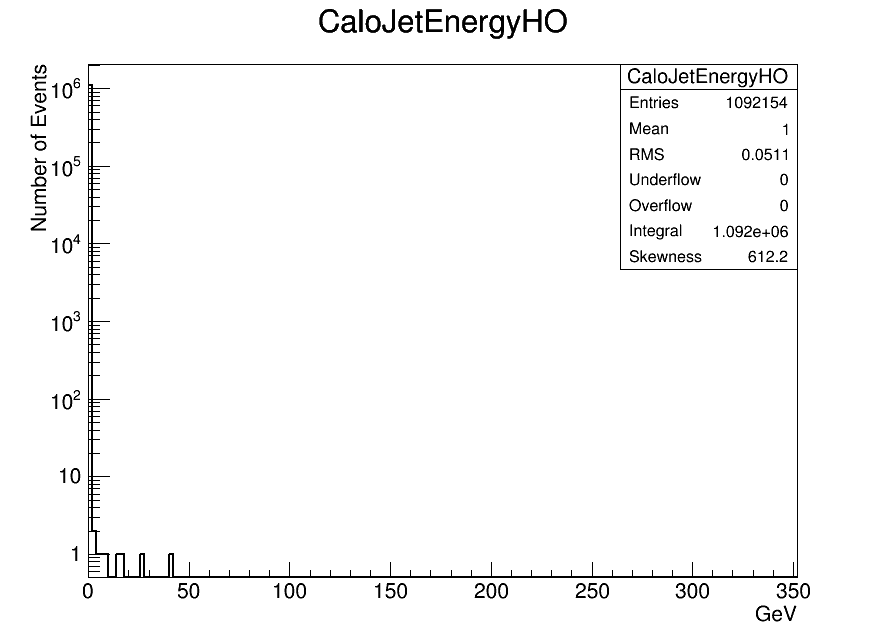 CaloJetEnergyHO
Number of Events
10^6
10^5
10^4
10^3
10^2
10
1
CaloJetEnergyHO
Entries 1092154
Mean 1
RMS 0.0511
Underflow 0
Overflow 0
Integral 1.092e+06
Skewness 612.2
0 50 100 150 200 250 300 350
GeV